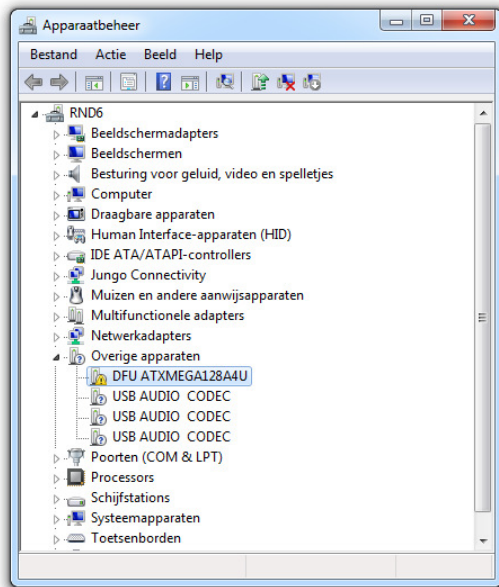 Apparaatbeheer
Bestand Actie Beeld Help
RND6
Beeldschermadapters
Beeldschermen
Besturing voor geluid, video en spelletjes
Computer
Draagbare apparaten
Human Interface-apparaten (HID)
IDE ATA/ATAPI-controllers
Jungo Connectivity
Muizen en andere aanwijsapparaten
Multifunctionele adapters
Netwerkadapters
Overige apparaten
DFU ATXMEGA128A4U
USB AUDIO CODEC
USB AUDIO CODEC
USB AUDIO CODEC
Poorten (COM & LPT)
Processors
Schijfstations
Systeemapparaten
Toetsenborden